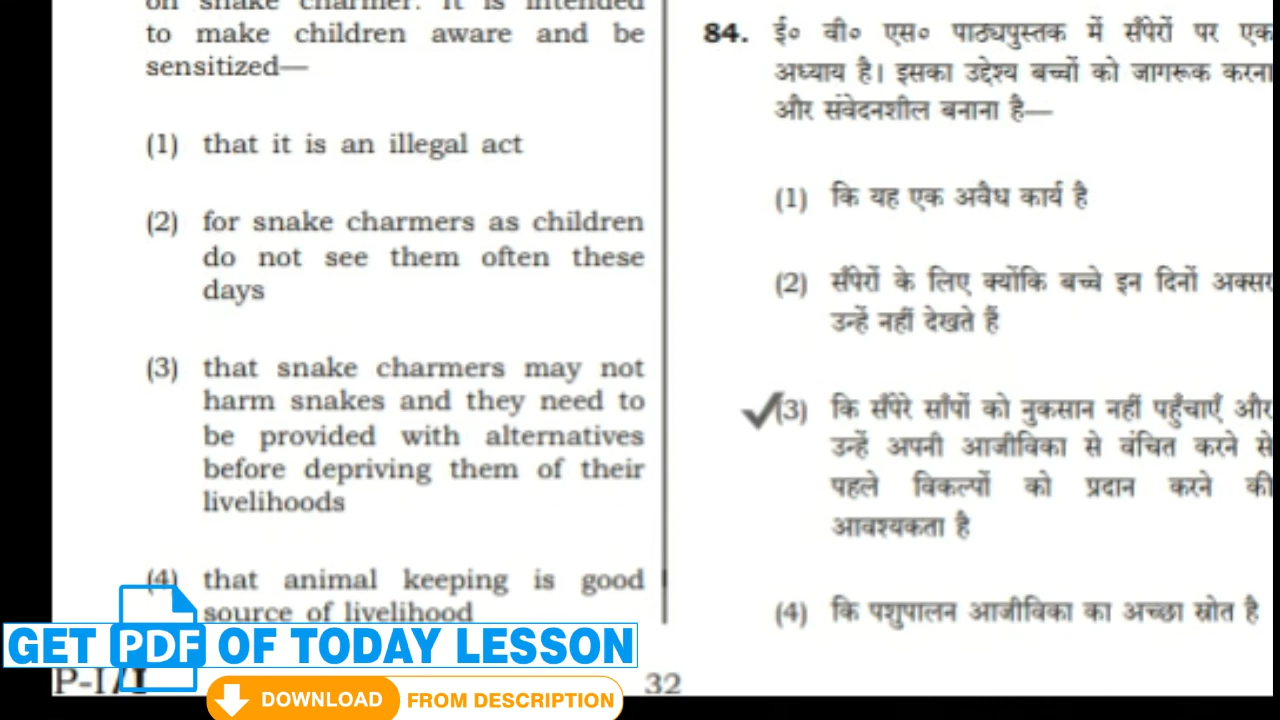 on snake charmer. It is intended
to make children aware and be
sensitized—
(1) that it is an illegal act
(2) for snake charmers as children
do not see them often these
days
(3) that snake charmers may not
harm snakes and they need to
be provided with alternatives
before depriving them of their
livelihoods
(4) that animal keeping is good
source of livelihood
84. ई० वी० एस० पाठ्यपुस्तक में सँपेरों पर एक
अध्याय है। इसका उद्देश्य बच्चों को जागरूक करना
और संवेदनशील बनाना है—
(1) कि यह एक अवैध कार्य है
(2) सँपेरों के लिए क्योंकि बच्चे इन दिनों अक्सर
उन्हें नहीं देखते हैं
(3) कि सँपेरे साँपों को नुकसान नहीं पहुँचाएँ और
उन्हें अपनी आजीविका से वंचित करने से
पहले विकल्पों को प्रदान करने की
आवश्यकता है
(4) कि पशुपालन आजीविका का अच्छा स्रोत है
GET PDF OF TODAY LESSON
P-I/I
32
DOWNLOAD FROM DESCRIPTION